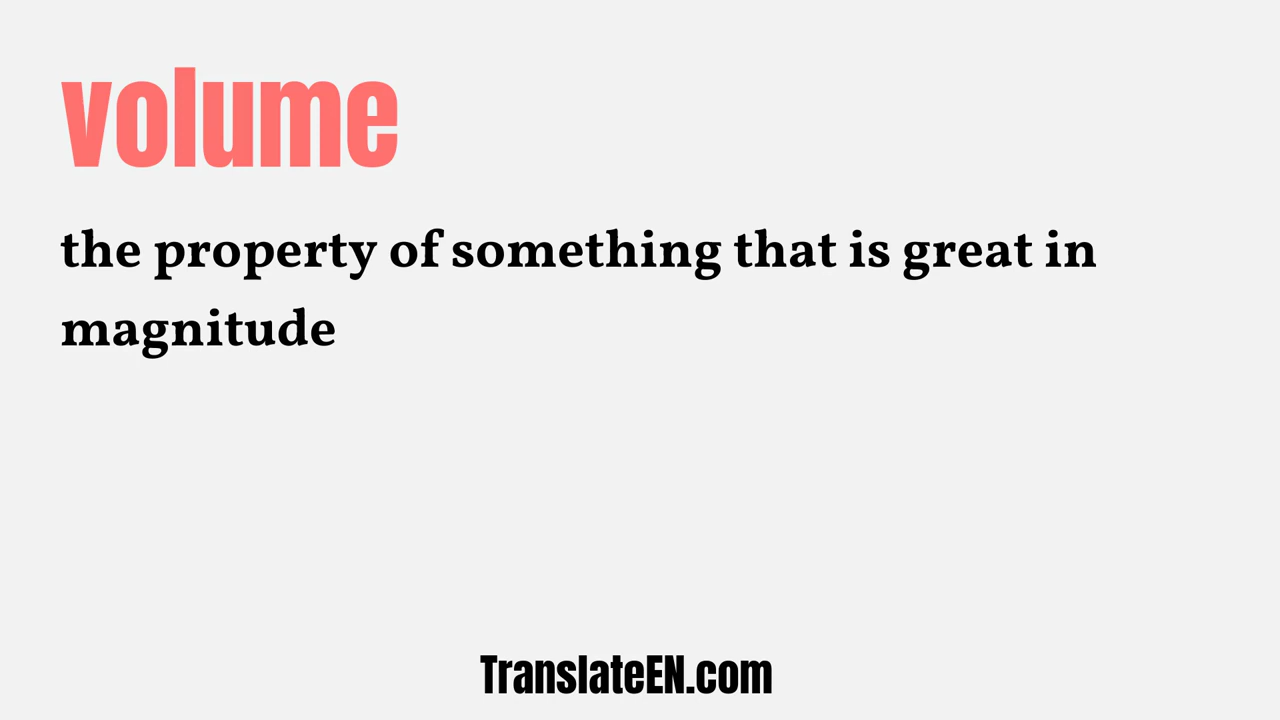 volume
the property of something that is great in
magnitude
TranslateEN.com